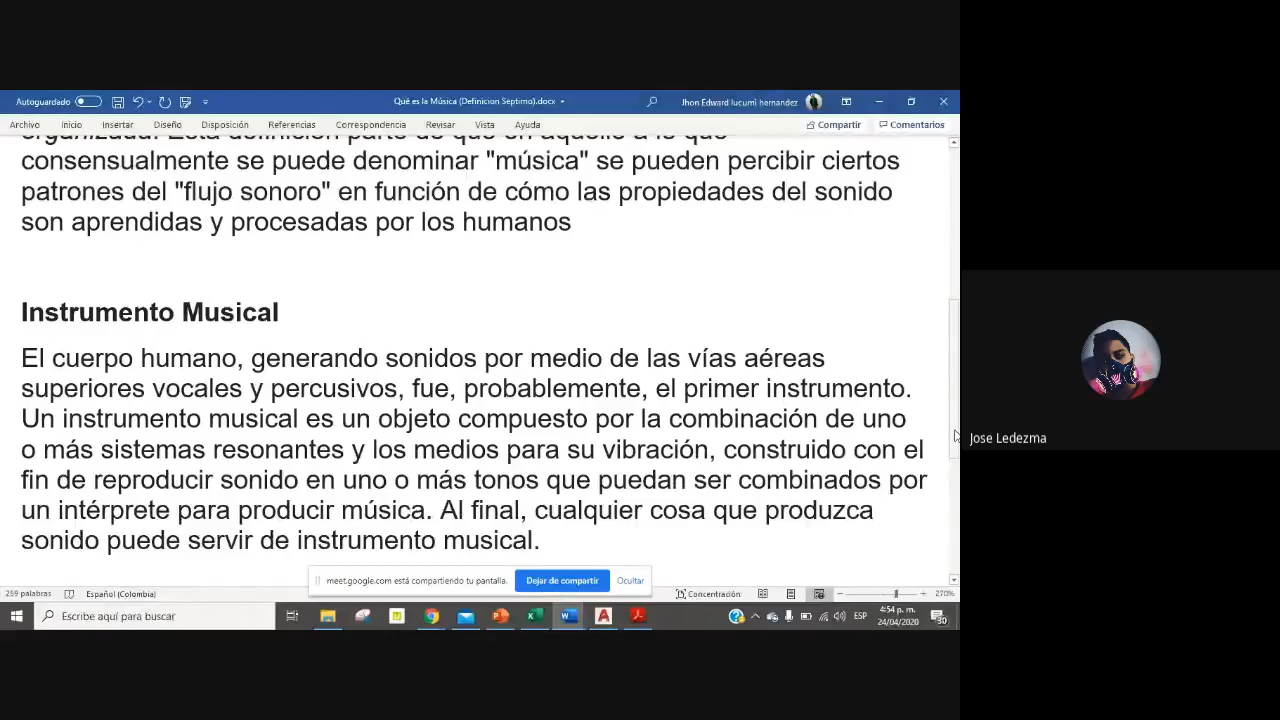 Autoguardado
Qué es la Música (Definicion Septimo).docx
Jhon Edward lucumi hernandez
Archivo Inicio Insertar Diseño Disposición Referencias Correspondencia Revisar Vista Ayuda Compartir Comentarios
consensualmente se puede denominar "música" se pueden percibir ciertos
patrones del "flujo sonoro" en función de cómo las propiedades del sonido
son aprendidas y procesadas por los humanos
Instrumento Musical
El cuerpo humano, generando sonidos por medio de las vías aéreas
superiores vocales y percusivos, fue, probablemente, el primer instrumento.
Un instrumento musical es un objeto compuesto por la combinación de uno
o más sistemas resonantes y los medios para su vibración, construido con el
fin de reproducir sonido en uno o más tonos que puedan ser combinados por
un intérprete para producir música. Al final, cualquier cosa que produzca
sonido puede servir de instrumento musical.
Jose Ledezma
meet.google.com está compartiendo tu pantalla. Dejar de compartir Ocultar
259 palabras Español (Colombia) Concentración 270%
Escribe aquí para buscar
ESP
4:54 p. m.
24/04/2020
30